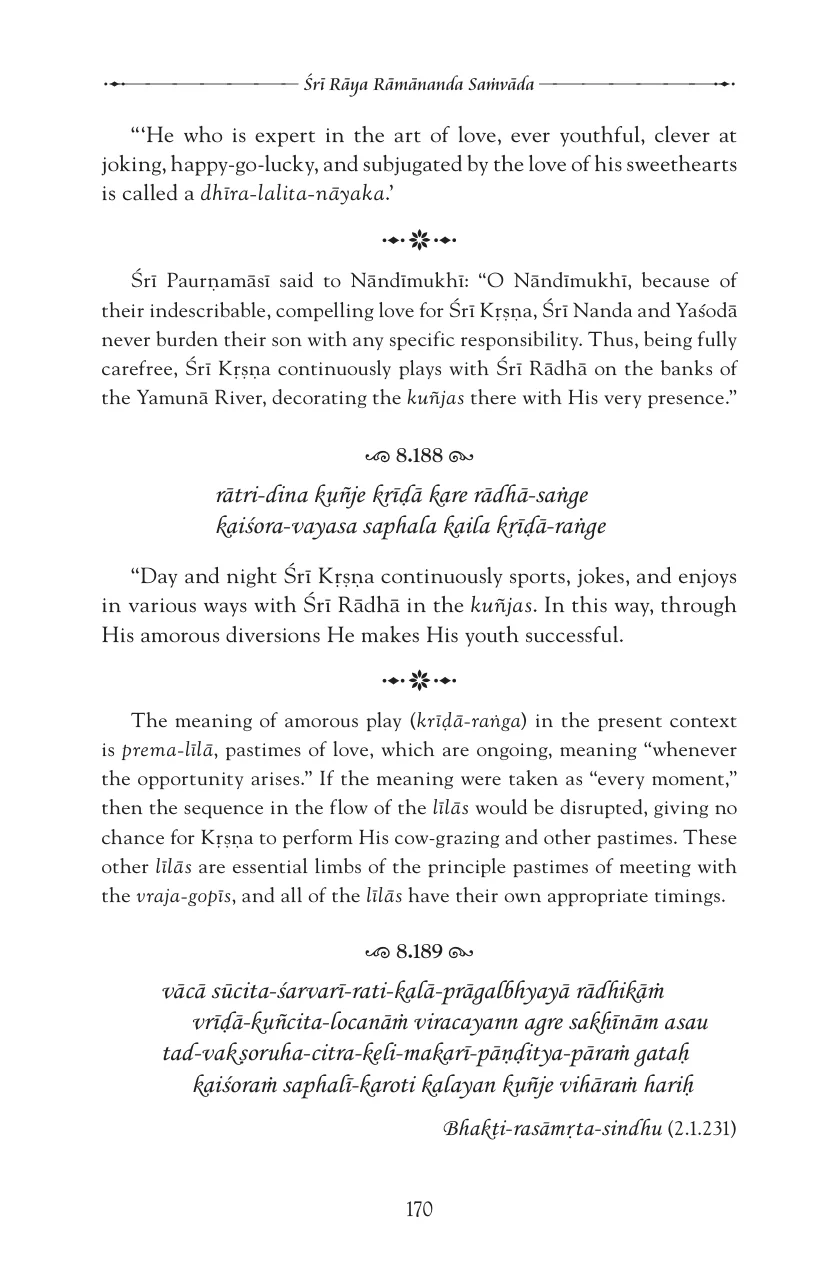 Śrī Rāya Rāmānanda Saṁvāda
“‘He who is expert in the art of love, ever youthful, clever at
joking, happy-go-lucky, and subjugated by the love of his sweethearts
is called a dhīra-lalita-nāyaka.’
Śrī Paurṇamāsī said to Nāndīmukhī: “O Nāndīmukhī, because of
their indescribable, compelling love for Śrī Kṛṣṇa, Śrī Nanda and Yaśodā
never burden their son with any specific responsibility. Thus, being fully
carefree, Śrī Kṛṣṇa continuously plays with Śrī Rādhā on the banks of
the Yamunā River, decorating the kuñjas there with His very presence.”
8.188
rātri-dina kuñje krīḍā kare rādhā-saṅge
kaiśora-vayasa saphala kaila krīḍā-raṅge
“Day and night Śrī Kṛṣṇa continuously sports, jokes, and enjoys
in various ways with Śrī Rādhā in the kuñjas. In this way, through
His amorous diversions He makes His youth successful.
The meaning of amorous play (krīḍā-raṅga) in the present context
is prema-līlā, pastimes of love, which are ongoing, meaning “whenever
the opportunity arises.” If the meaning were taken as “every moment,”
then the sequence in the flow of the līlās would be disrupted, giving no
chance for Kṛṣṇa to perform His cow-grazing and other pastimes. These
other līlās are essential limbs of the principle pastimes of meeting with
the vraja-gopīs, and all of the līlās have their own appropriate timings.
8.189
vācā sūcita-śarvarī-rati-kalā-prāgalbhyayā rādhikāṁ
vrīḍā-kuñcita-locanāṁ viracayann agre sakhīnām asau
tad-vakṣoruha-citra-keli-makarī-pāṇḍitya-pāraṁ gataḥ
kaiśoraṁ saphalī-karoti kalayan kuñje vihāraṁ hariḥ
Bhakti-rasāmṛta-sindhu (2.1.231)
170